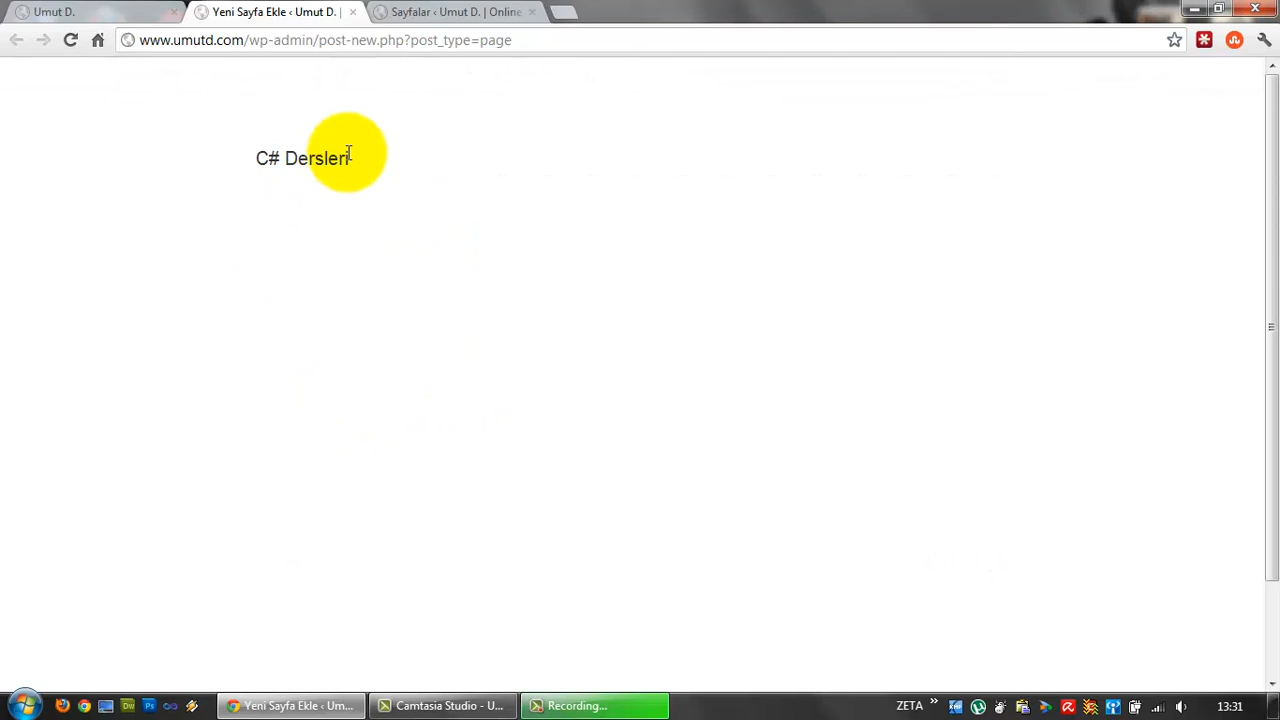 Umut D.
Yeni Sayfa Ekle ‹ Umut D. |
Sayfalar ‹ Umut D. | Online
www.umutd.com/wp-admin/post-new.php?post_type=page
C# Dersleri
Yeni Sayfa Ekle ‹ Um...
Camtasia Studio - U...
Recording...
ZETA
13:31